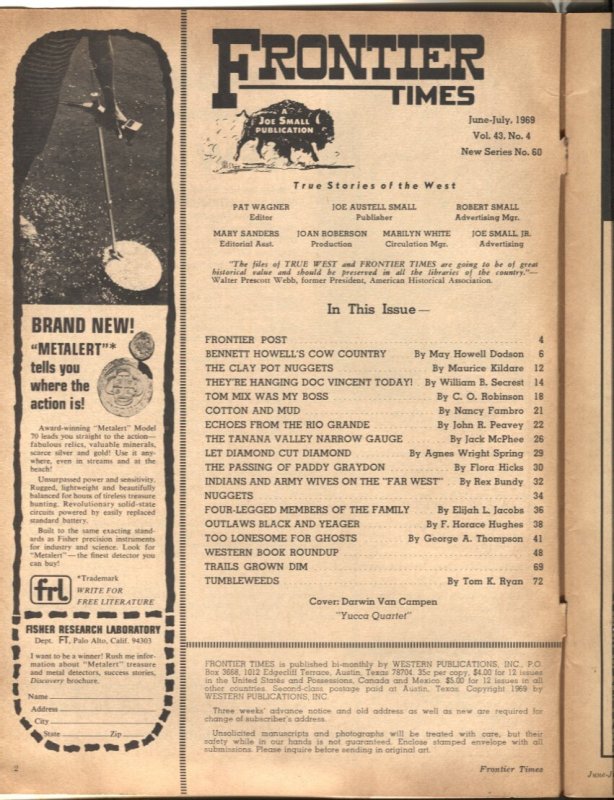 FRONTIER
TIMES
A
JOE SMALL
PUBLICATION
June-July, 1969
Vol. 43, No. 4
New Series No. 60
True Stories of the West
PAT WAGNER
Editor
JOE AUSTELL SMALL
Publisher
ROBERT SMALL
Advertising Mgr.
MARY SANDERS
Editorial Asst.
JOAN ROBERSON
Production
MARILYN WHITE
Circulation Mgr.
JOE SMALL, JR.
Advertising
"The files of TRUE WEST and FRONTIER TIMES are going to be of great
historical value and should be preserved in all the libraries of the country."—
Walter Prescott Webb, former President, American Historical Association.
In This Issue—
FRONTIER POST 4
BENNETT HOWELL'S COW COUNTRY By May Howell Dodson 6
THE CLAY POT NUGGETS By Maurice Kildare 12
THEY'RE HANGING DOC VINCENT TODAY! By William B. Secrest 14
TOM MIX WAS MY BOSS By C. O. Robinson 18
COTTON AND MUD By Nancy Fambro 21
ECHOES FROM THE RIO GRANDE By John R. Peavey 22
THE TANANA VALLEY NARROW GAUGE By Jack McPhee 26
LET DIAMOND CUT DIAMOND By Agnes Wright Spring 29
THE PASSING OF PADDY GRAYDON By Flora Hicks 30
INDIANS AND ARMY WIVES ON THE "FAR WEST" By Rex Bundy 32
NUGGETS 34
FOUR-LEGGED MEMBERS OF THE FAMILY By Elijah L. Jacobs 36
OUTLAWS BLACK AND YEAGER By F. Horace Hughes 38
TOO LONESOME FOR GHOSTS By George A. Thompson 41
WESTERN BOOK ROUNDUP 48
TRAILS GROWN DIM 69
TUMBLEWEEDS By Tom K. Ryan 72
Cover: Darwin Van Campen
"Yucca Quartet"
FRONTIER TIMES is published bi-monthly by WESTERN PUBLICATIONS, INC., P.O.
Box 3668, 1012 Edgecliff Terrace, Austin, Texas 78704. 35c per copy, $4.00 for 12 issues
in the United States and Possessions, Canada and Mexico. $5.00 for 12 issues in all
other countries. Second-class postage paid at Austin, Texas. Copyright 1969 by
WESTERN PUBLICATIONS, INC.
Three weeks' advance notice and old address as well as new are required for
change of subscriber's address.
Unsolicited manuscripts and photographs will be treated with care, but their
safety while in our hands is not guaranteed. Enclose stamped envelope with all
submissions. Please inquire before sending in original art.
BRAND NEW!
"METALERT"*
tells you
where the
action is!
Award-winning "Metalert" Model
70 leads you straight to the action—
fabulous relics, valuable minerals,
scarce silver and gold! Use it any-
where, even in streams and at the
beach!
Unsurpassed power and sensitivity.
Rugged, lightweight and beautifully
balanced for hours of tireless treasure
hunting. Revolutionary solid-state
circuits powered by easily replaced
standard battery.
Built to the same exacting stand-
ards as Fisher precision instruments
for industry and science. Look for
"Metalert"—the finest detector you
can buy!
frl
*Trademark
WRITE FOR
FREE LITERATURE
FISHER RESEARCH LABORATORY
Dept. FT, Palo Alto, Calif. 94303
I want to be a winner! Rush me infor-
mation about "Metalert" treasure
and metal detectors, success stories,
Discovery brochure.
Name
Address
City
State Zip
2
Frontier Times